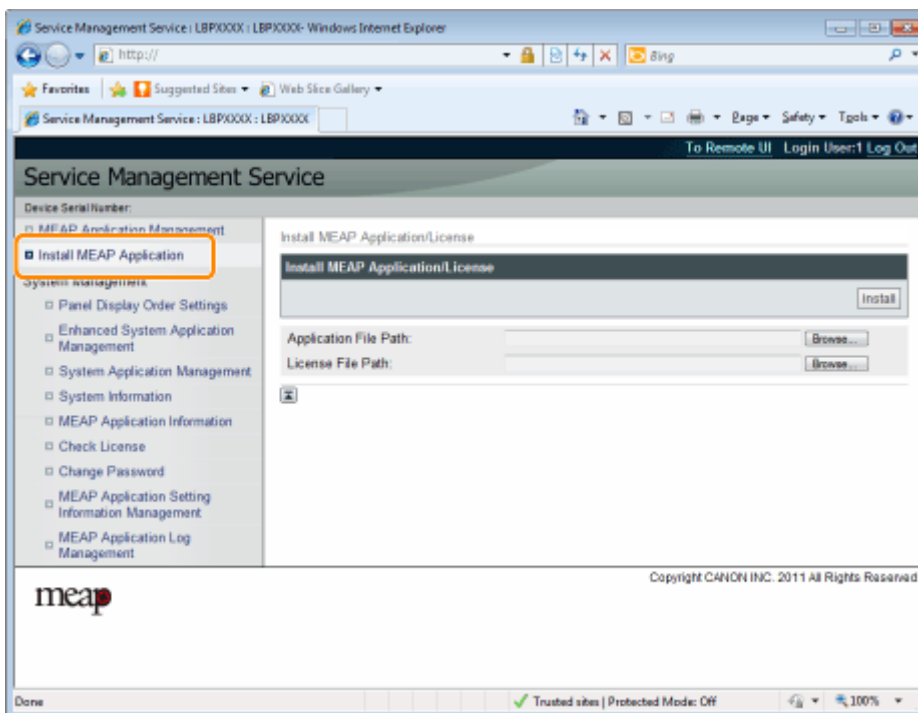 Service Management Service : LBPXXXX : LBPXXXX- Windows Internet Explorer
http://
Bing
Favorites Suggested Sites Web Slice Gallery
Service Management Service : LBPXXXX : LBPXXXX
Page Safety Tools
To Remote UI Login User:1 Log Out
Service Management Service
Device Serial Number:
MEAP Application Management
Install MEAP Application
System Management
Panel Display Order Settings
Enhanced System Application
Management
System Application Management
System Information
MEAP Application Information
Check License
Change Password
MEAP Application Setting
Information Management
MEAP Application Log
Management
Install MEAP Application/License
Install MEAP Application/License
Install
Application File Path: Browse...
License File Path: Browse...
Copyright CANON INC. 2011 All Rights Reserved
meap
Done Trusted sites | Protected Mode: Off 100%